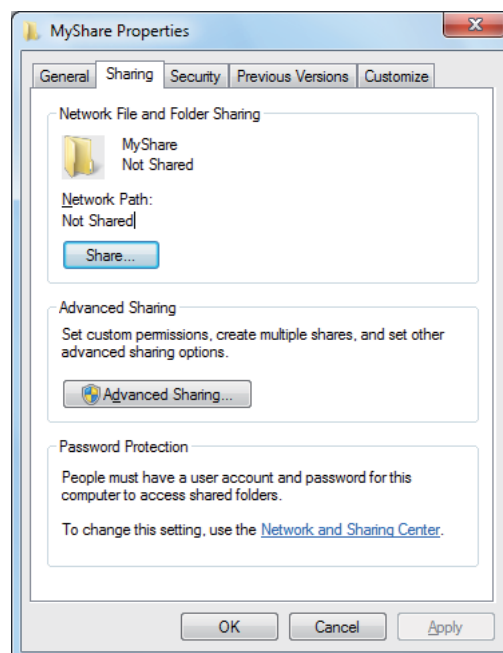 MyShare Properties
General Sharing Security Previous Versions Customize
Network File and Folder Sharing
MyShare
Not Shared
Network Path:
Not Shared
Share...
Advanced Sharing
Set custom permissions, create multiple shares, and set other
advanced sharing options.
Advanced Sharing...
Password Protection
People must have a user account and password for this
computer to access shared folders.
To change this setting, use the Network and Sharing Center.
OK Cancel Apply